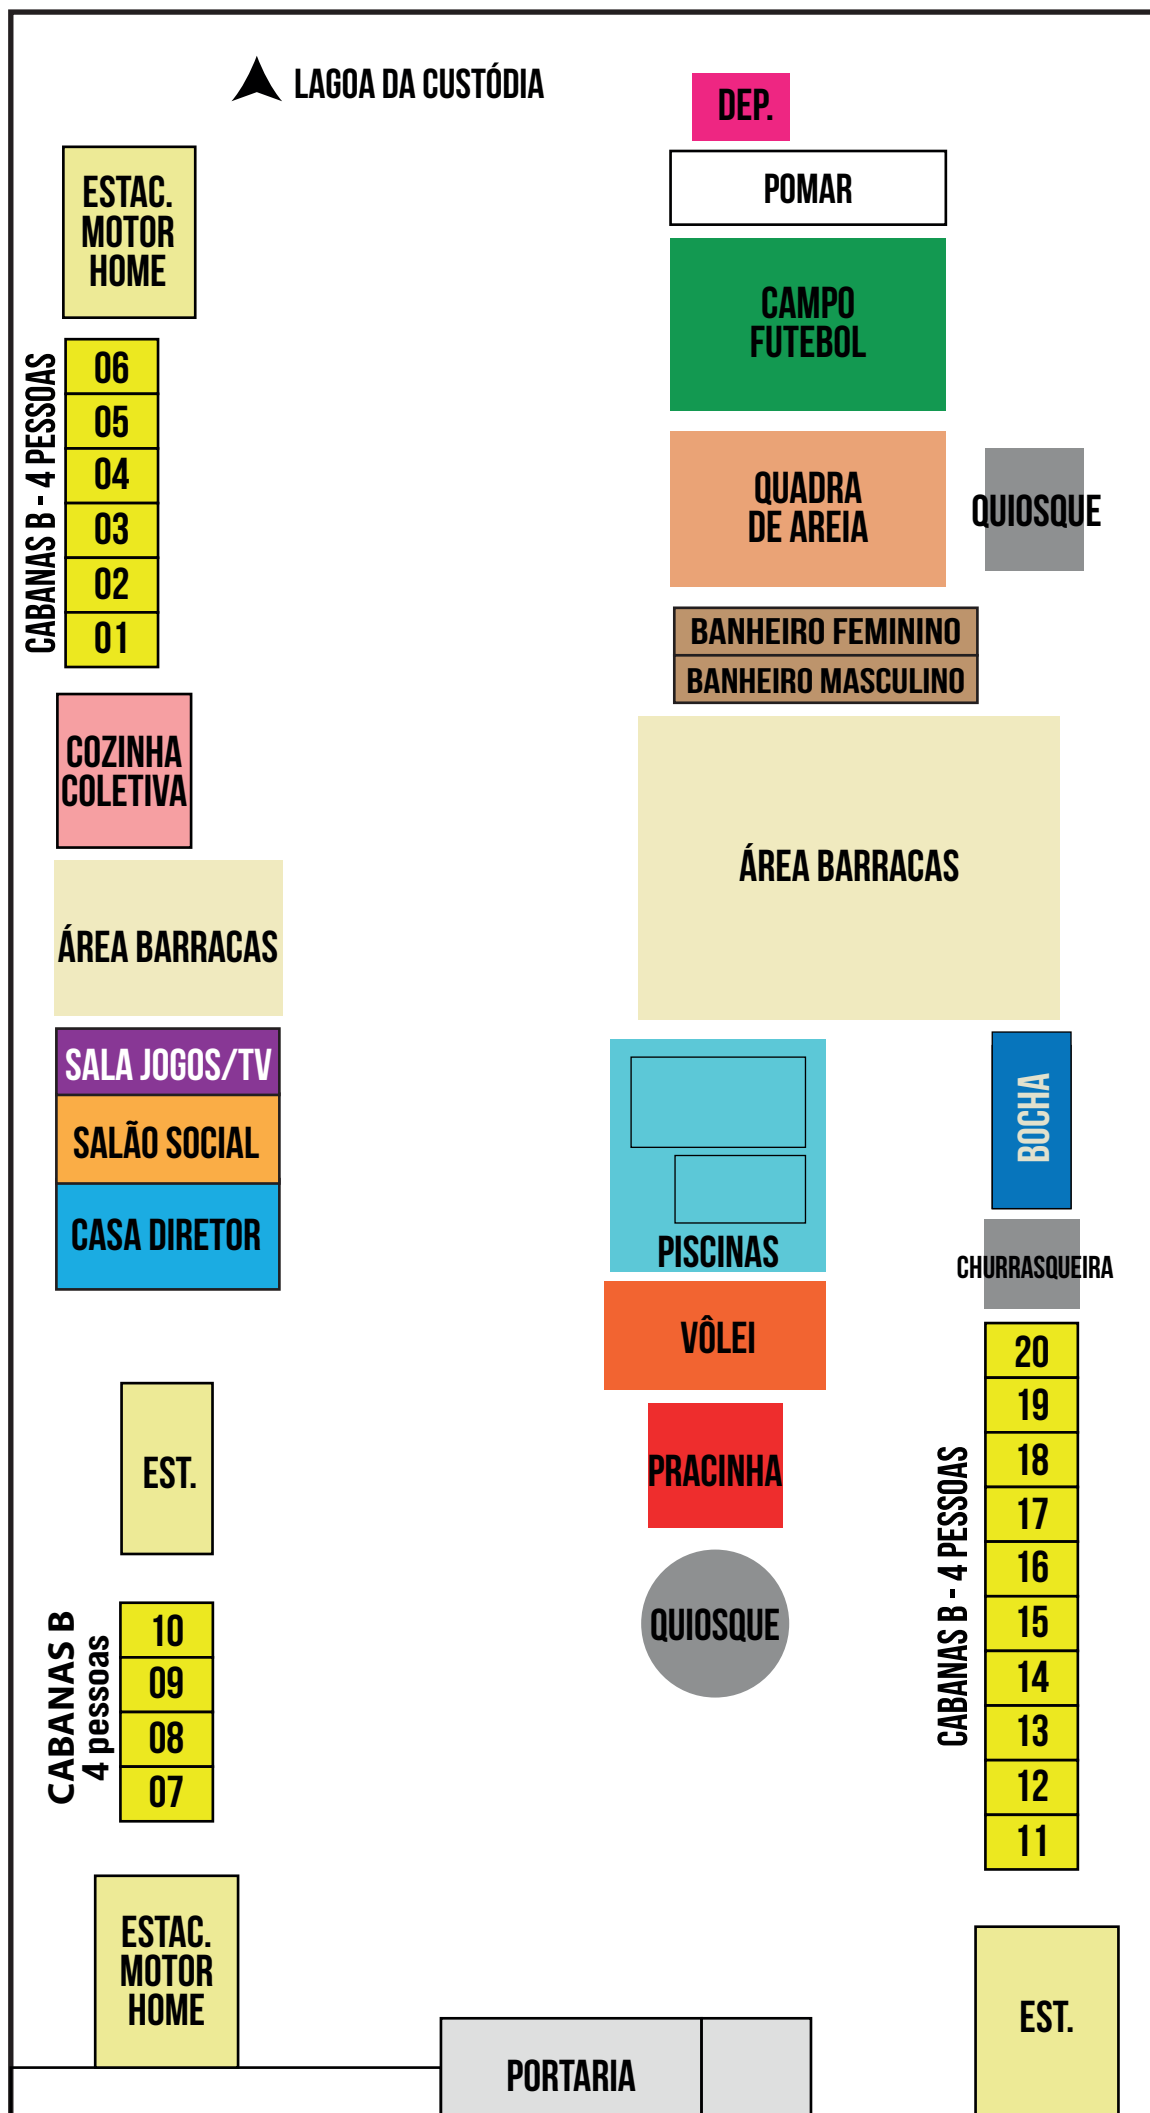 LAGOA DA CUSTÓDIA
DEP.
POMAR
ESTAC.
MOTOR
HOME
CAMPO
FUTEBOL
CABANAS B - 4 PESSOAS
06
05
04
03
02
01
QUADRA
DE AREIA
QUIOSQUE
BANHEIRO FEMININO
BANHEIRO MASCULINO
COZINHA
COLETIVA
ÁREA BARRACAS
ÁREA BARRACAS
SALA JOGOS/TV
SALÃO SOCIAL
CASA DIRETOR
PISCINAS
BOCHA
CHURRASQUEIRA
VÔLEI
PRACINHA
QUIOSQUE
CABANAS B - 4 PESSOAS
20
19
18
17
16
15
14
13
12
11
EST.
CABANAS B
4 pessoas
10
09
08
07
ESTAC.
MOTOR
HOME
PORTARIA
EST.